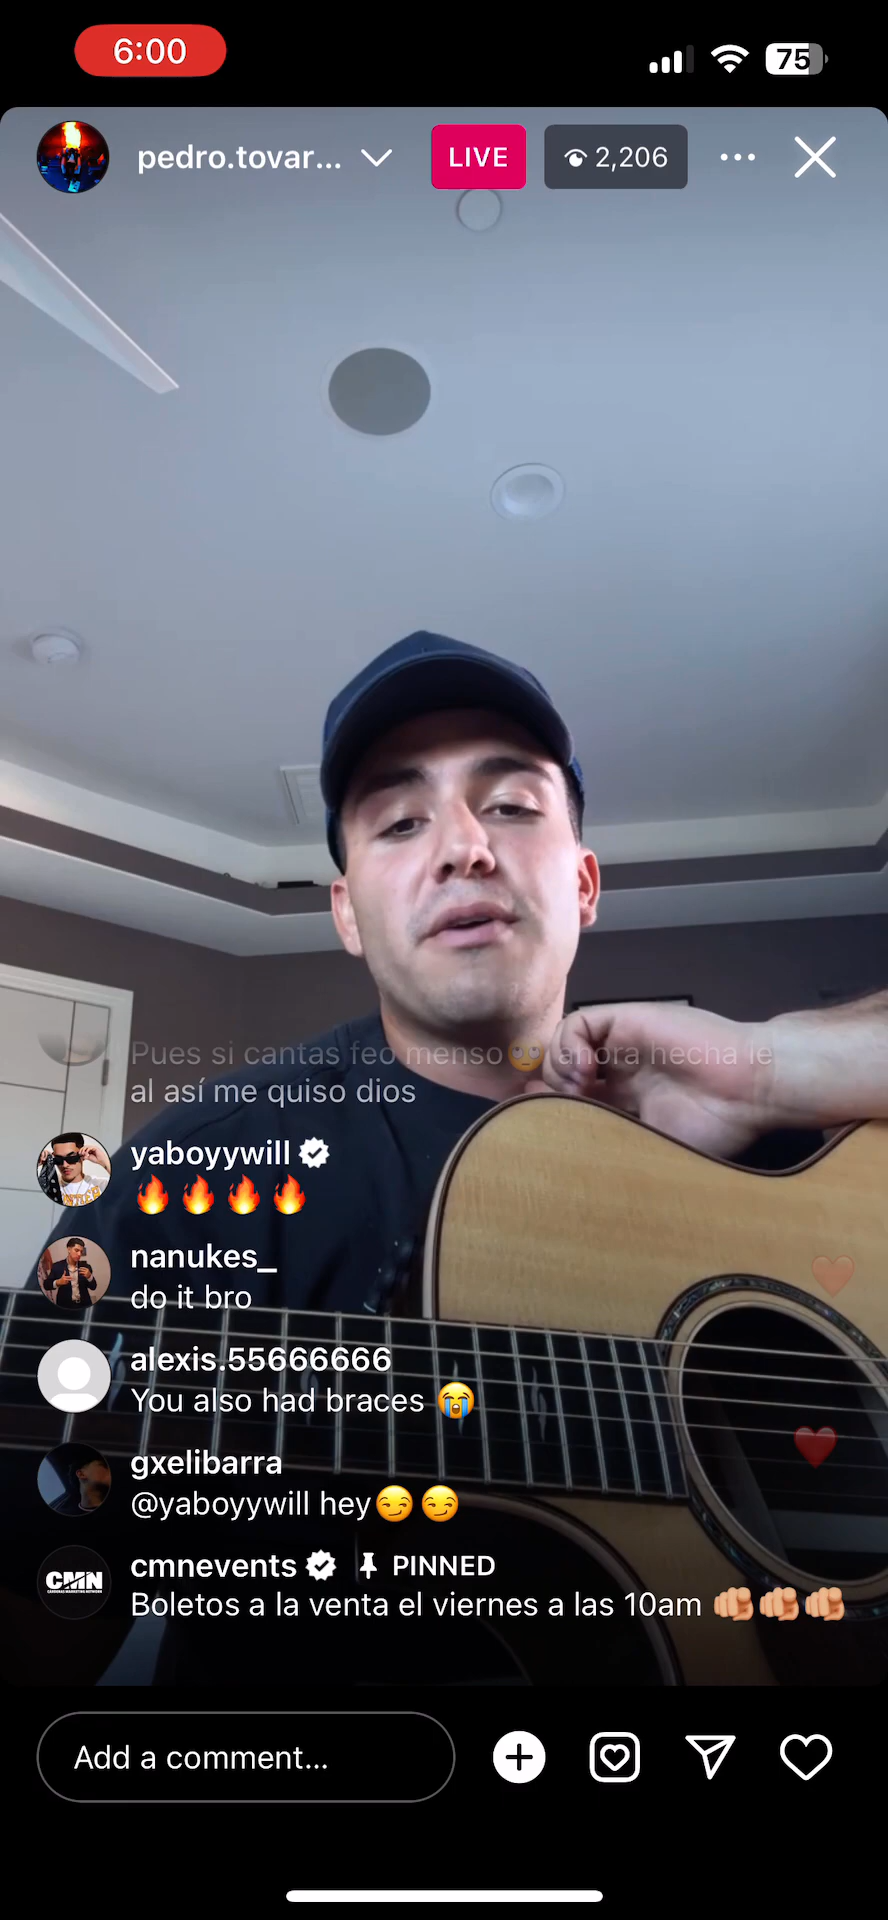 6:00
75
pedro.tovar...
LIVE
2,206
Pues si cantas feo menso🙄 ahora hecha le
al así me quiso dios
yaboyywill
🔥🔥🔥🔥
nanukes_
do it bro
alexis.55666666
You also had braces 😭
gxelibarra
@yaboyywill hey😏😏
CMN
cmnevents PINNED
Boletos a la venta el viernes a las 10am 🫵🏼🫵🏼🫵🏼
Add a comment...